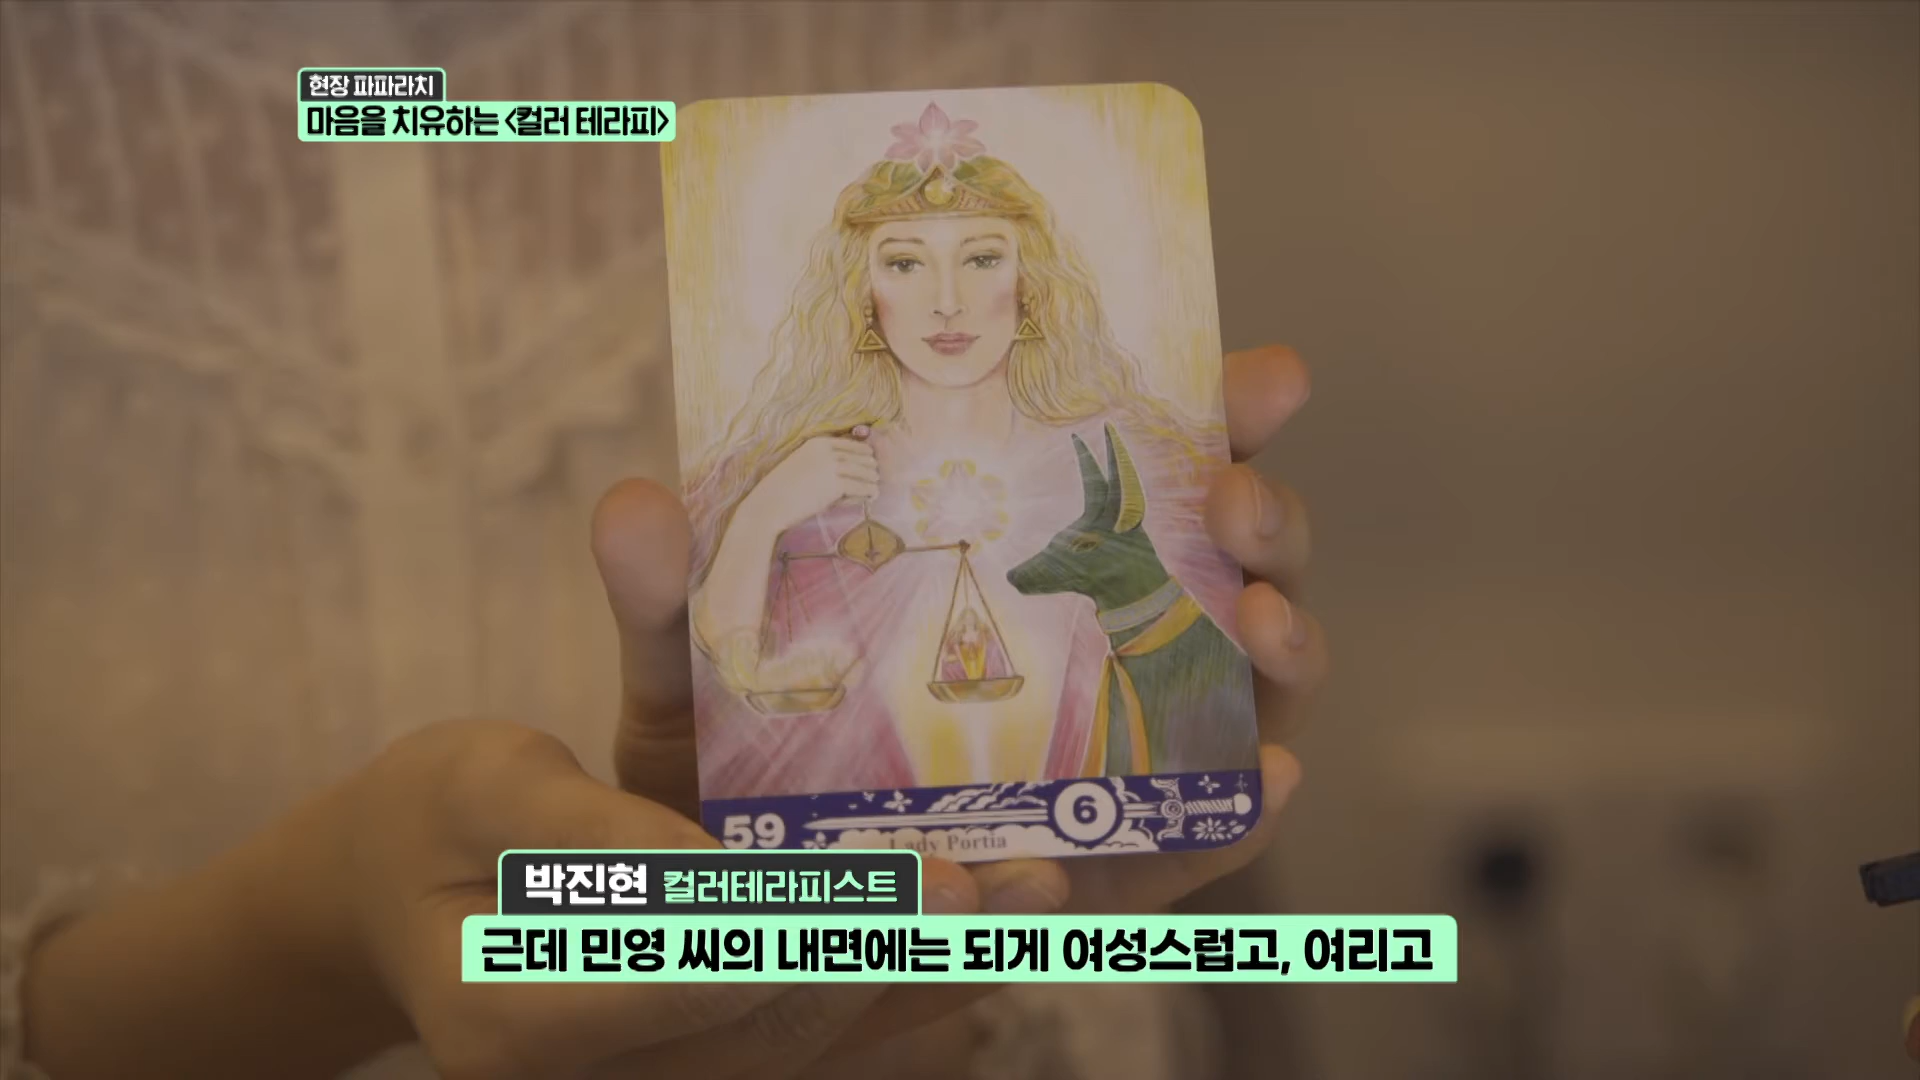 현장 파파라치
마음을 치유하는 <컬러 테라피>
6
59
Lady Portia
박진현 컬러테라피스트
근데 민영 씨의 내면에는 되게 여성스럽고, 여리고